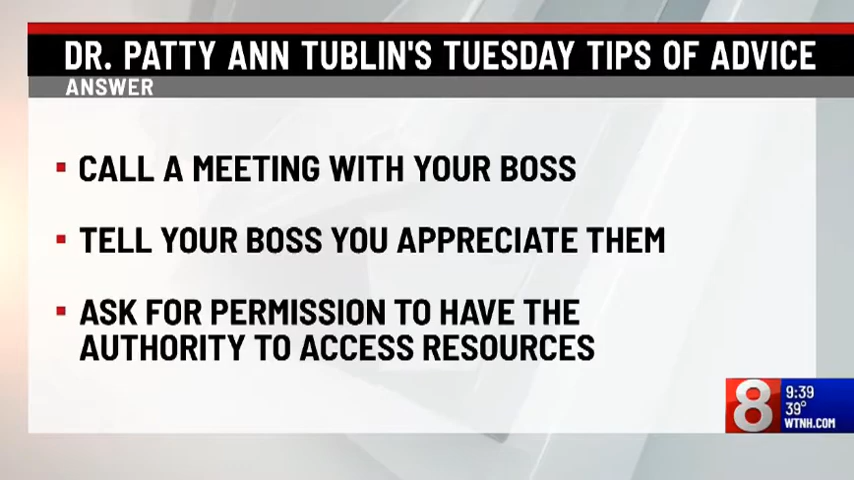 DR. PATTY ANN TUBLIN'S TUESDAY TIPS OF ADVICE
ANSWER
CALL A MEETING WITH YOUR BOSS
TELL YOUR BOSS YOU APPRECIATE THEM
ASK FOR PERMISSION TO HAVE THE
AUTHORITY TO ACCESS RESOURCES
8
9:39
39°
WTNH.COM